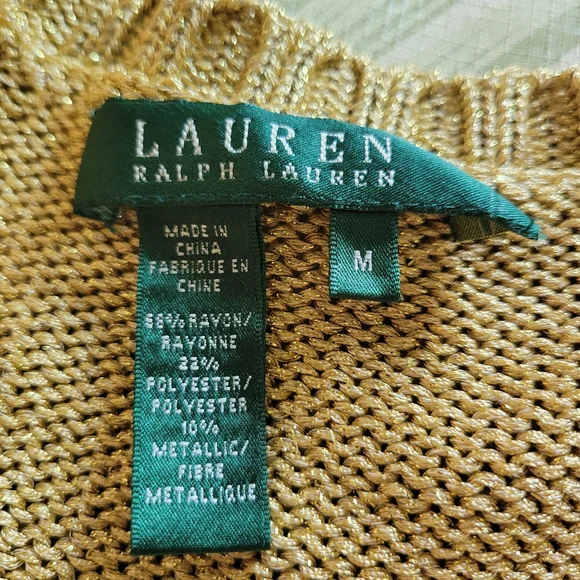 LAUREN
RALPH LAUREN
M
MADE IN
CHINA
FABRIQUE EN
CHINE
68% RAYON/
RAYONNE
22%
POLYESTER/
POLYESTER
10%
METALLIC/
FIBRE
METALLIQUE